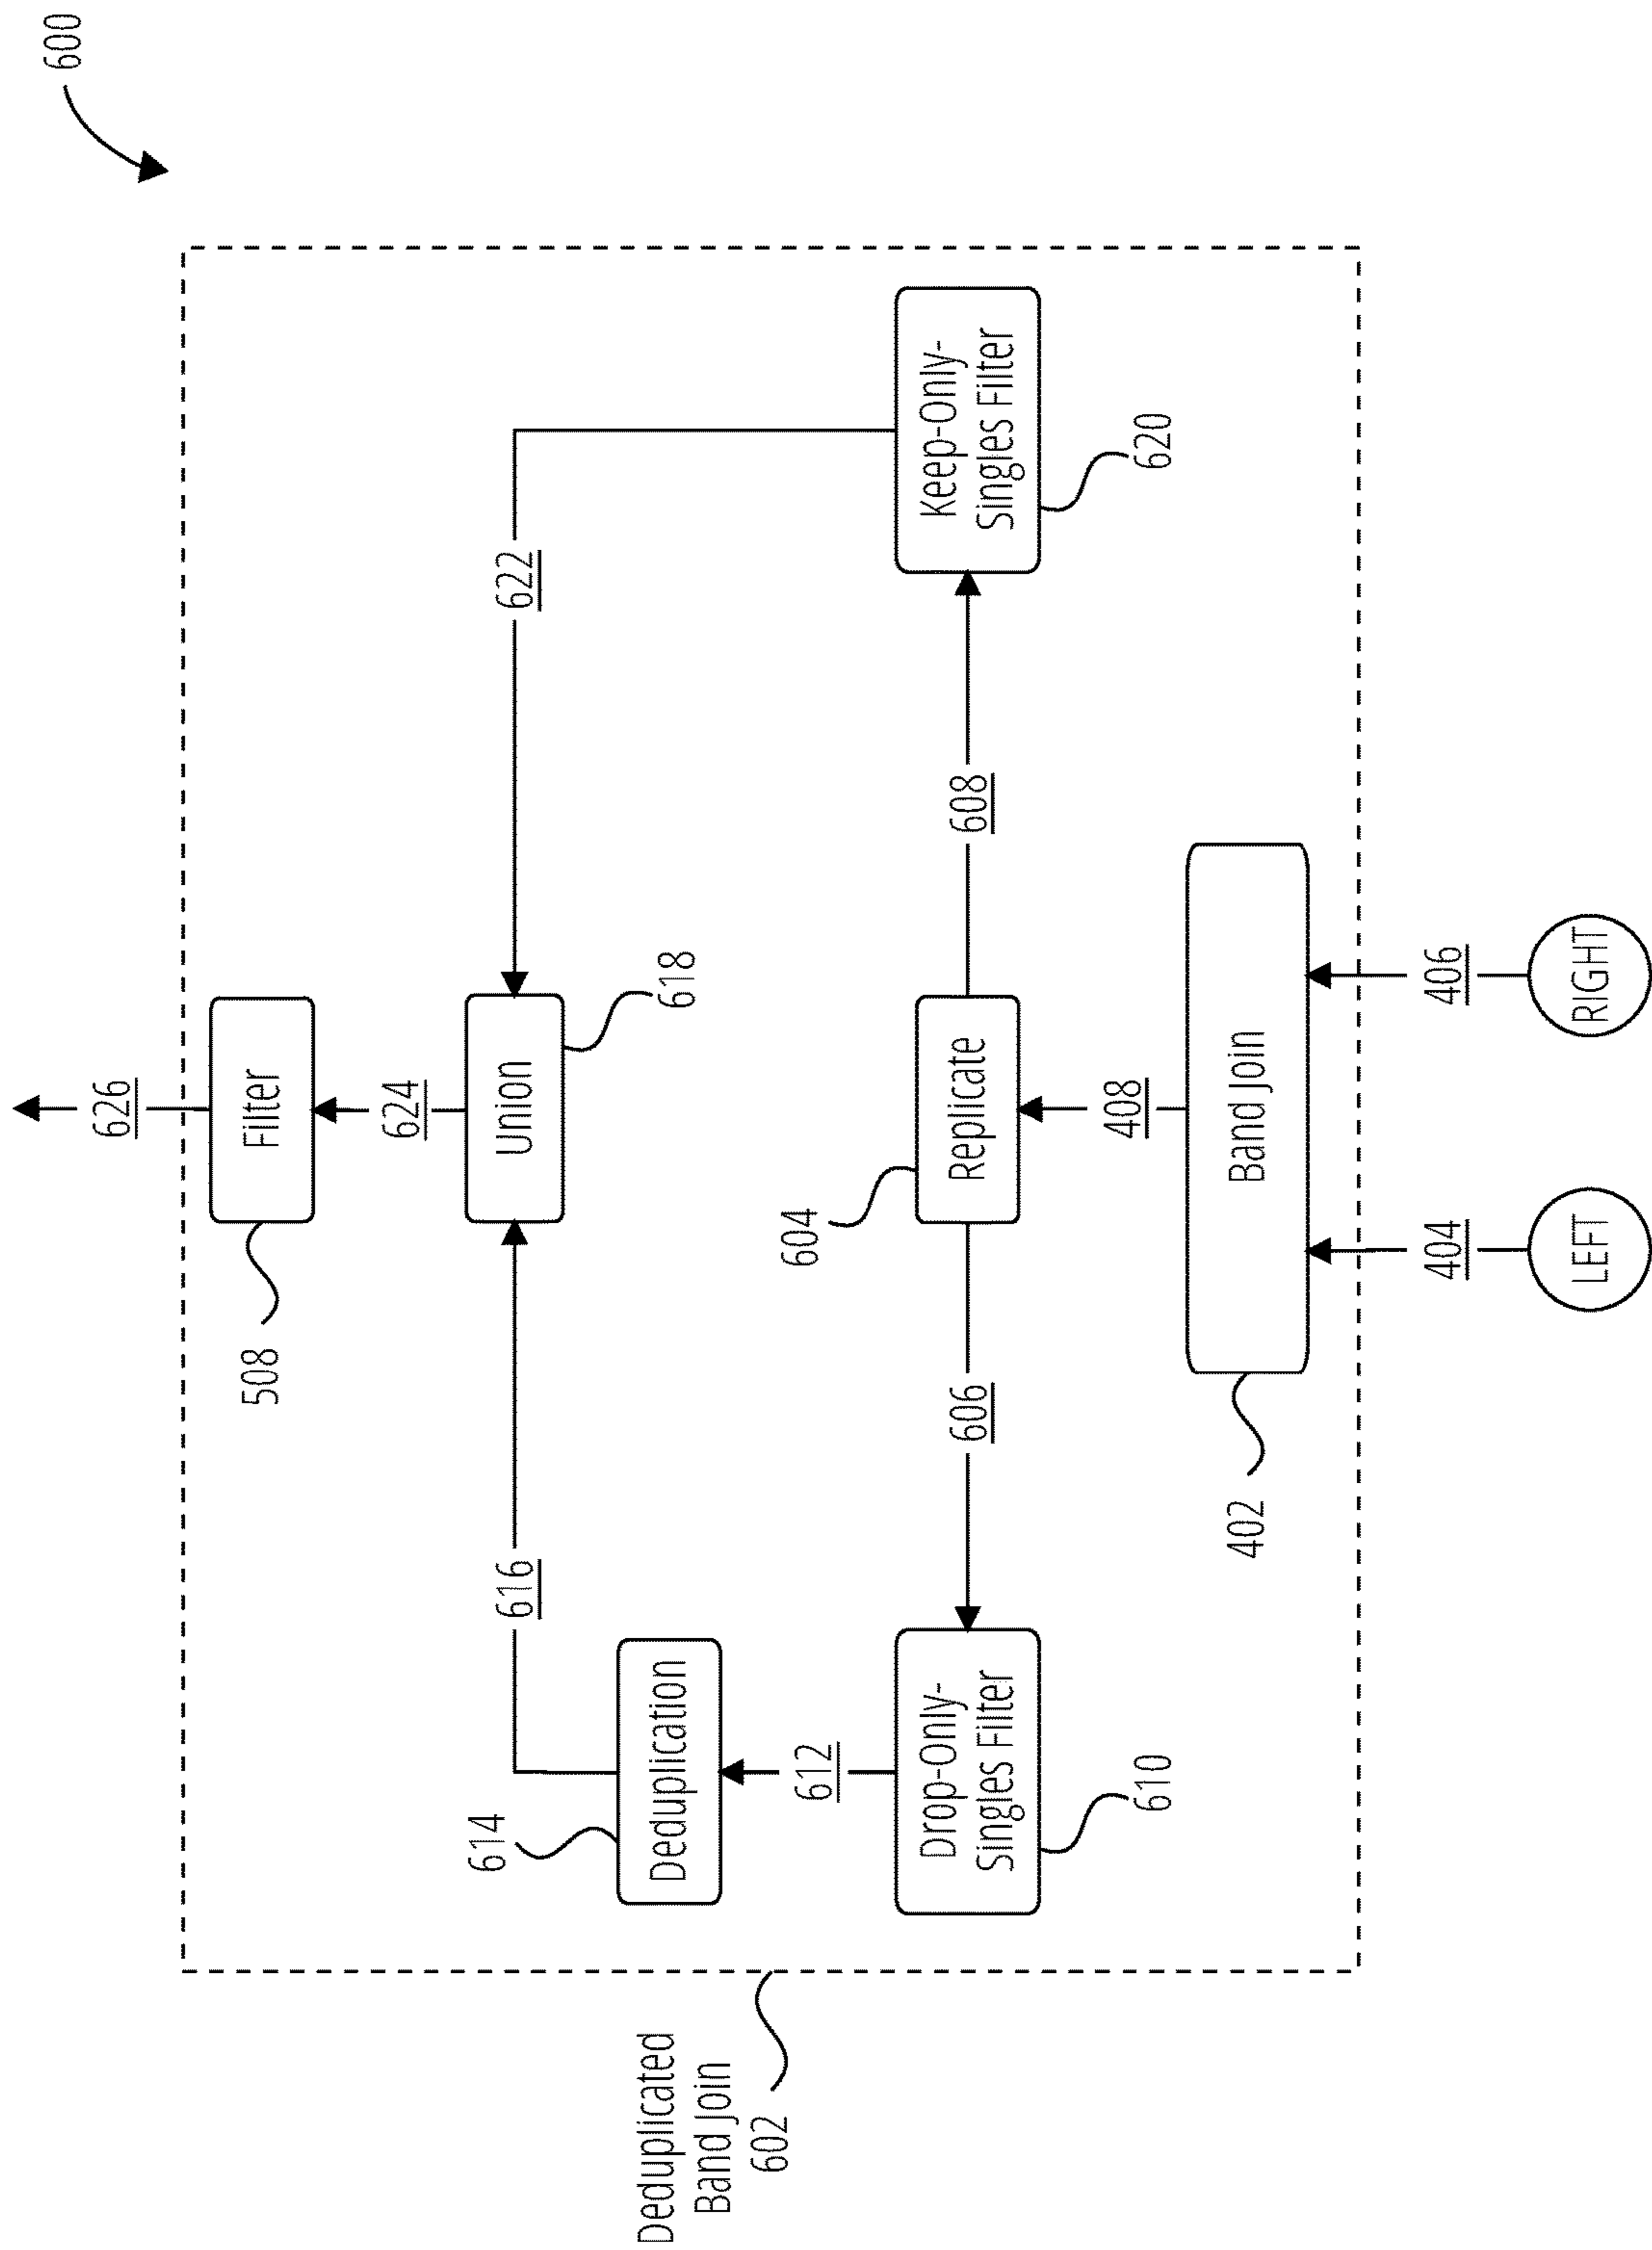 600
626
Filter
508
624
Union
618
616
622
Deduplication
614
612
Replicate
604
606
608
Drop-Only-
Singles Filter
610
Keep-Only-
Singles Filter
620
408
Band Join
402
404
406
LEFT
RIGHT
Deduplicated
Band Join
602